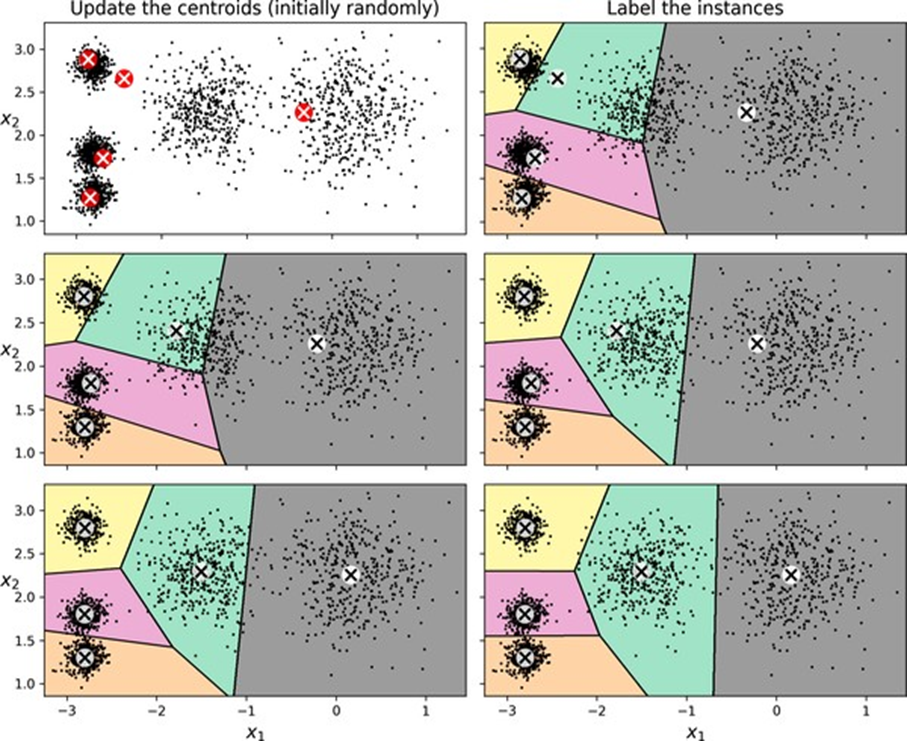 Update the centroids (initially randomly)
Label the instances
3.0
2.5
x2
2.0
1.5
1.0
3.0
2.5
x2
2.0
1.5
1.0
3.0
2.5
x2
2.0
1.5
1.0
−3 −2 −1 0 1
x1
−3 −2 −1 0 1
x1